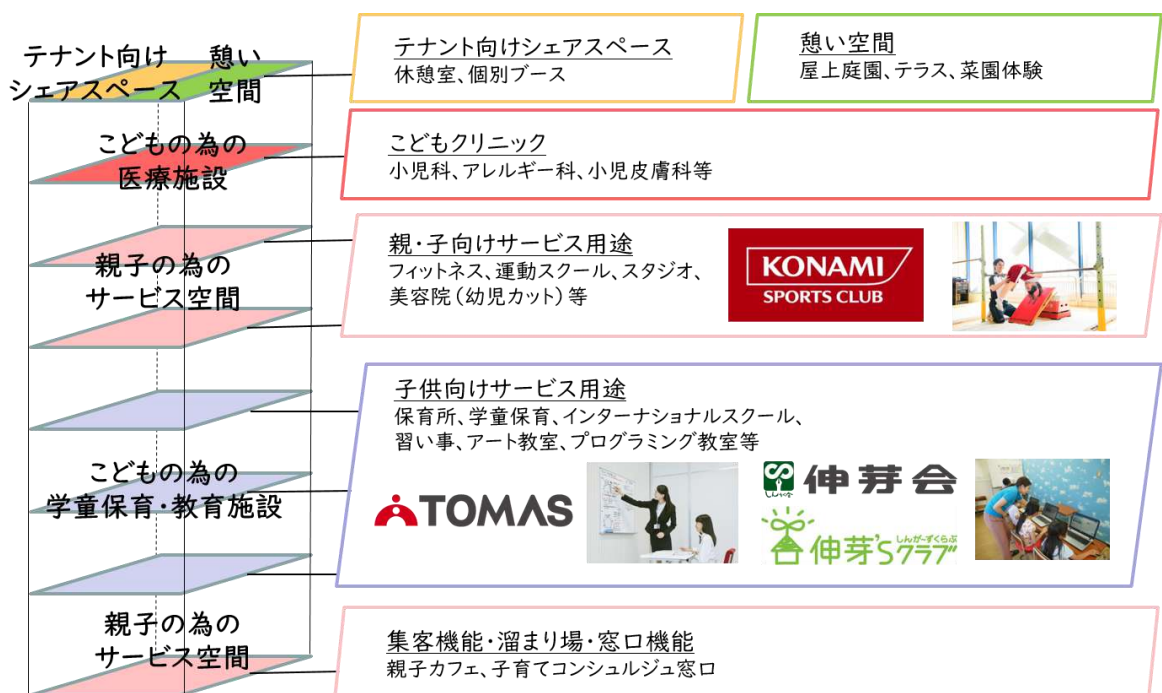 テナント向け
シェアスペース
憩い
空間
テナント向けシェアスペース
休憩室、個別ブース
憩い空間
屋上庭園、テラス、菜園体験
こどもの為の
医療施設
こどもクリニック
小児科、アレルギー科、小児皮膚科等
親子の為の
サービス空間
親・子向けサービス用途
フィットネス、運動スクール、スタジオ、
美容院(幼児カット)等
KONAMI
SPORTS CLUB
こどもの為の
学童保育・教育施設
子供向けサービス用途
保育所、学童保育、インターナショナルスクール、
習い事、アート教室、プログラミング教室等
TOMAS
しんが会
伸芽会
しんが~ずくらぶ
伸芽'Sクラブ
親子の為の
サービス空間
集客機能・溜まり場・窓口機能
親子カフェ、子育てコンシュルジュ窓口